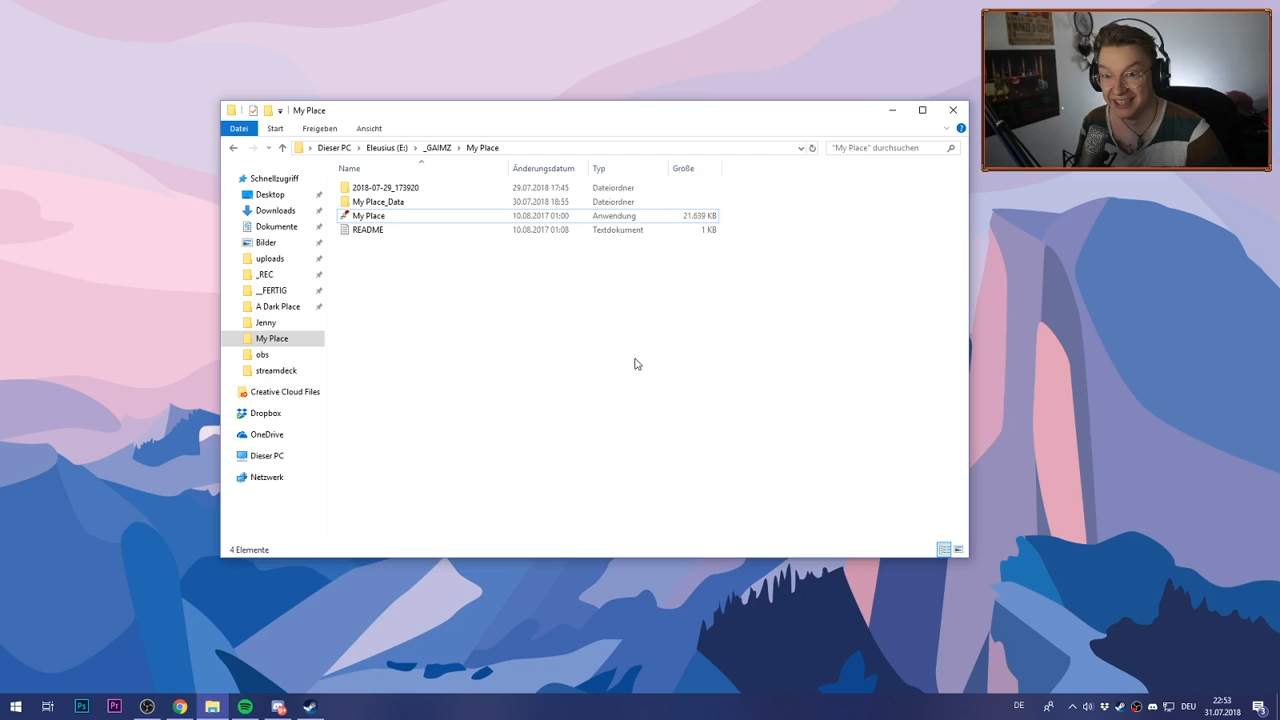 My Place
Datei Start Freigeben Ansicht
Dieser PC Eleusius (E:) _GAIMZ My Place
"My Place" durchsuchen
Name Änderungsdatum Typ Größe
2018-07-29_173920 29.07.2018 17:45 Dateiordner
My Place_Data 30.07.2018 18:55 Dateiordner
My Place 10.08.2017 01:00 Anwendung 21.639 KB
README 10.08.2017 01:08 Textdokument 1 KB
Schnellzugriff
Desktop
Downloads
Dokumente
Bilder
uploads
_REC
__FERTIG
A Dark Place
Jenny
My Place
obs
streamdeck
Creative Cloud Files
Dropbox
OneDrive
Dieser PC
Netzwerk
4 Elemente
Ps Pr
DE
DEU
22:53
31.07.2018
3